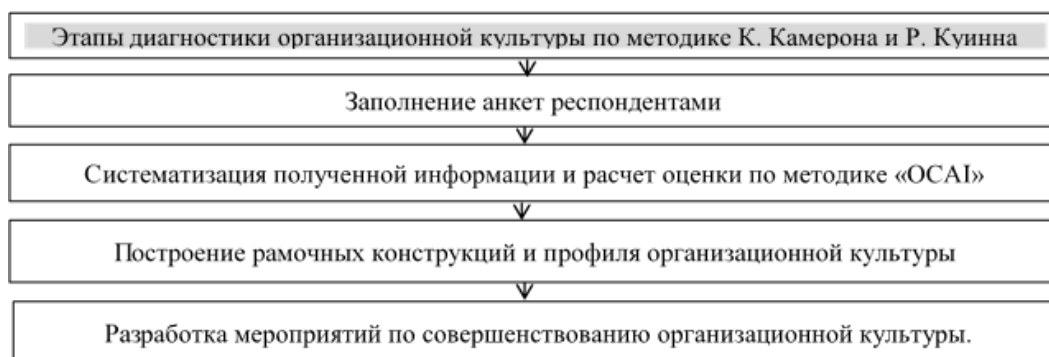 Этапы диагностики организационной культуры по методике К. Камерона и Р. Куинна
Заполнение анкет респондентами
Систематизация полученной информации и расчет оценки по методике «OCAI»
Построение рамочных конструкций и профиля организационной культуры
Разработка мероприятий по совершенствованию организационной культуры.